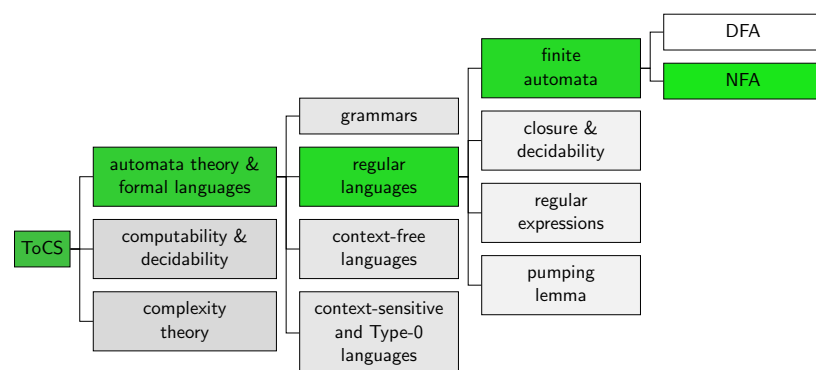 ToCS
automata theory &
formal languages
computability &
decidability
complexity
theory
grammars
regular
languages
context-free
languages
context-sensitive
and Type-0
languages
finite
automata
closure &
decidability
regular
expressions
pumping
lemma
DFA
NFA